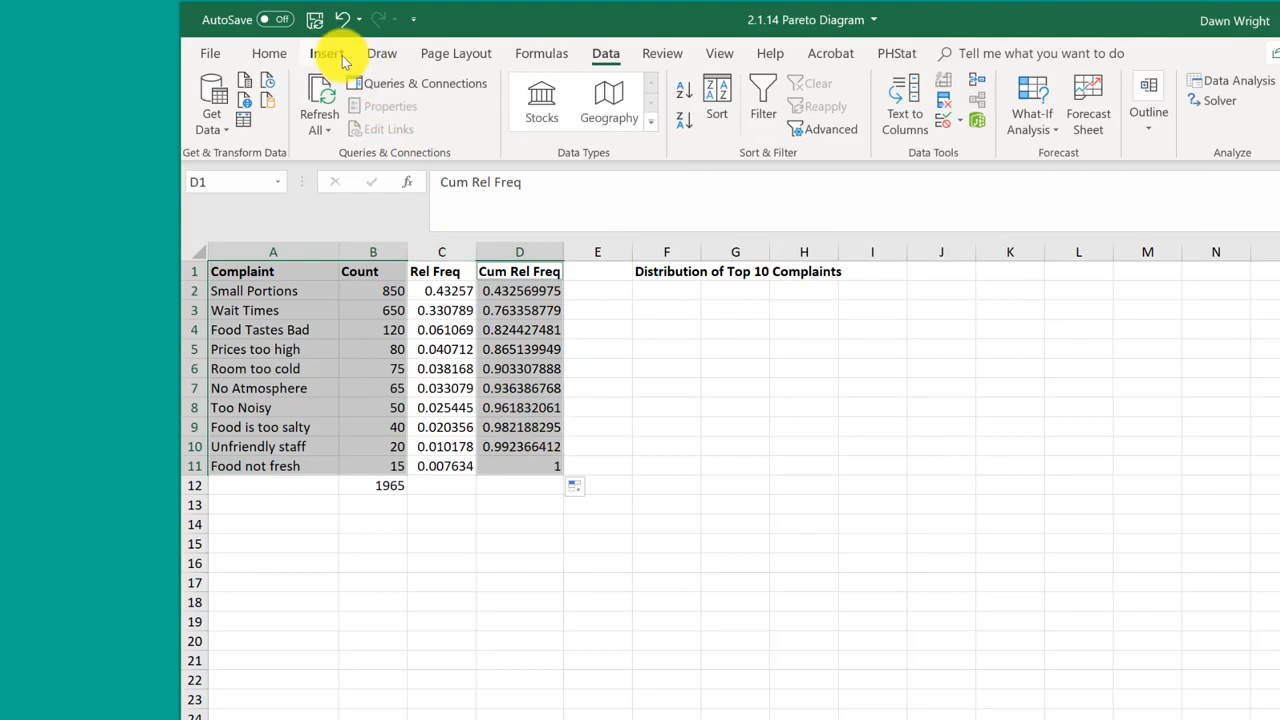 AutoSave Off 2.1.14 Pareto Diagram Dawn Wright
File Home Insert Draw Page Layout Formulas Data Review View Help Acrobat PHStat Tell me what you want to do
Get Data
Refresh All
Queries & Connections
Properties
Edit Links
Stocks Geography
Sort
Filter
Clear
Reapply
Advanced
Text to Columns
What-If Analysis
Forecast Sheet
Outline
Data Analysis
Solver
Get & Transform Data Queries & Connections Data Types Sort & Filter Data Tools Forecast Analyze
D1 fx Cum Rel Freq
A B C D E F G H I J K L M N
1 Complaint Count Rel Freq Cum Rel Freq Distribution of Top 10 Complaints
2 Small Portions 850 0.43257 0.432569975
3 Wait Times 650 0.330789 0.763358779
4 Food Tastes Bad 120 0.061069 0.824427481
5 Prices too high 80 0.040712 0.865139949
6 Room too cold 75 0.038168 0.903307888
7 No Atmosphere 65 0.033079 0.936386768
8 Too Noisy 50 0.025445 0.961832061
9 Food is too salty 40 0.020356 0.982188295
10 Unfriendly staff 20 0.010178 0.992366412
11 Food not fresh 15 0.007634 1
12 1965
13
14
15
16
17
18
19
20
21
22
23
24